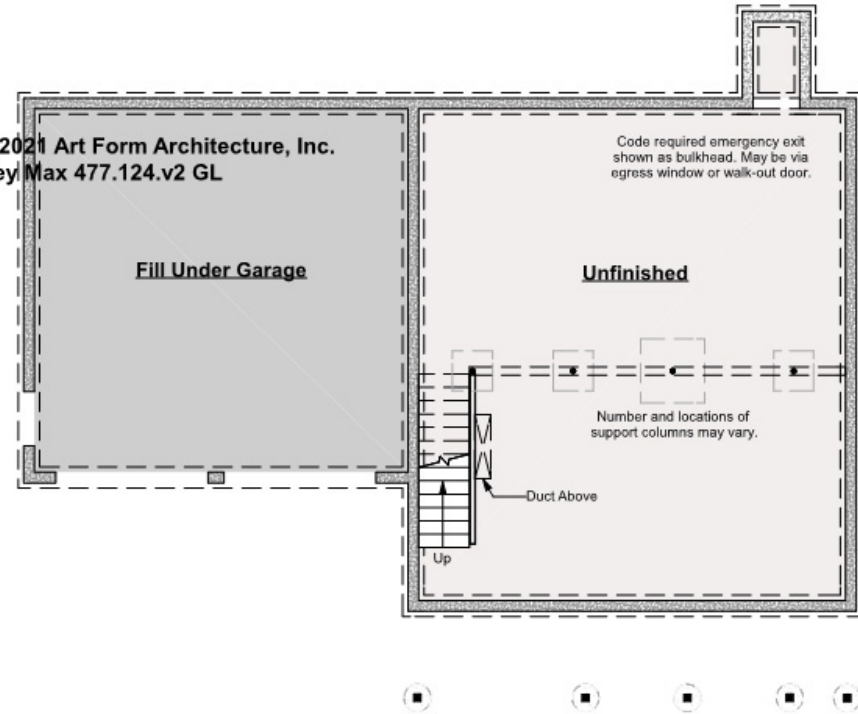 2021 Art Form Architecture, Inc.
ey Max 477.124.v2 GL
Code required emergency exit
shown as bulkhead. May be via
egress window or walk-out door.
Fill Under Garage
Unfinished
Number and locations of
support columns may vary.
Duct Above
Up